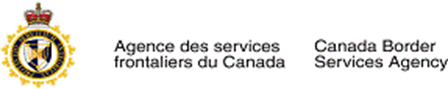 Agence des services
frontaliers du Canada
Canada Border
Services Agency